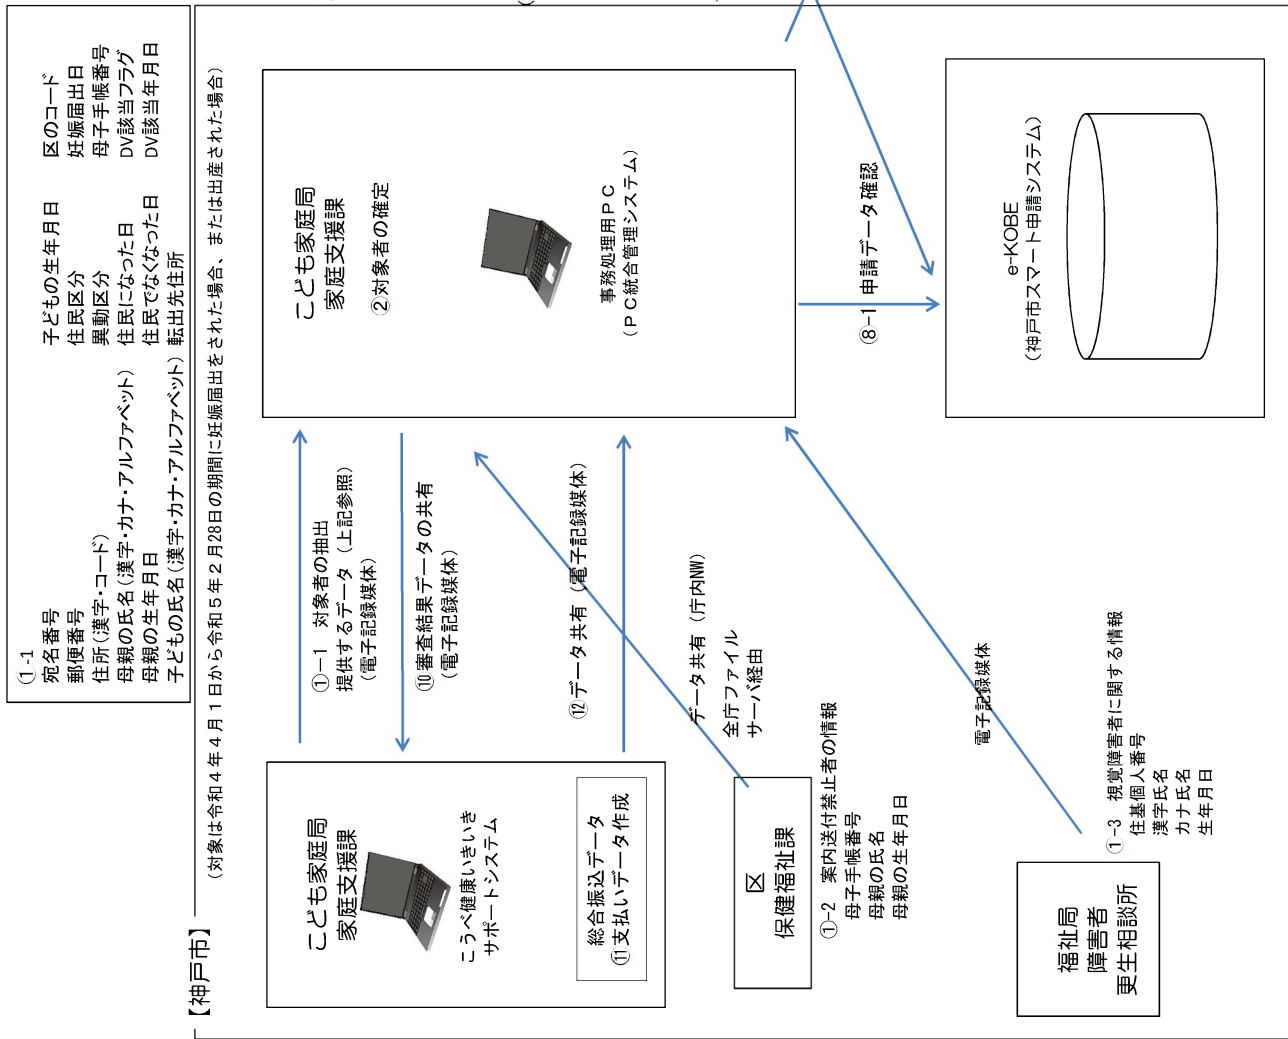 ①-1
宛名番号
郵便番号
住所(漢字・コード)
母親の氏名(漢字・カナ・アルファベット)
母親の生年月日
子どもの氏名(漢字・カナ・アルファベット)
子どもの生年月日
住民区分
異動区分
住民になった日
住民でなくなった日
転出先住所
区のコード
妊娠届出日
母子手帳番号
DV該当フラグ
DV該当年月日
【神戸市】
(対象は令和4年4月1日から令和5年2月28日の期間に妊娠届出をされた場合、または出産された場合)
こども家庭局
家庭支援課
こうべ健康いきいき
サポートシステム
総合振込データ
⑪支払いデータ作成
①-1 対象者の抽出
提供するデータ(上記参照)
(電子記録媒体)
⑩審査結果データの共有
(電子記録媒体)
⑫データ共有(電子記録媒体)
こども家庭局
家庭支援課
②対象者の確定
事務処理用PC
(PC統合管理システム)
区
保健福祉課
①-2 案内送付禁止者の情報
母子手帳番号
母親の氏名
母親の生年月日
データ共有(庁内NW)
全庁ファイル
サーバ経由
⑧-1 申請データ確認
e-KOBE
(神戸市スマート申請システム)
福祉局
障害者
更生相談所
①-3 視覚障害者に関する情報
住基個人番号
漢字氏名
カナ氏名
生年月日
電子記録媒体